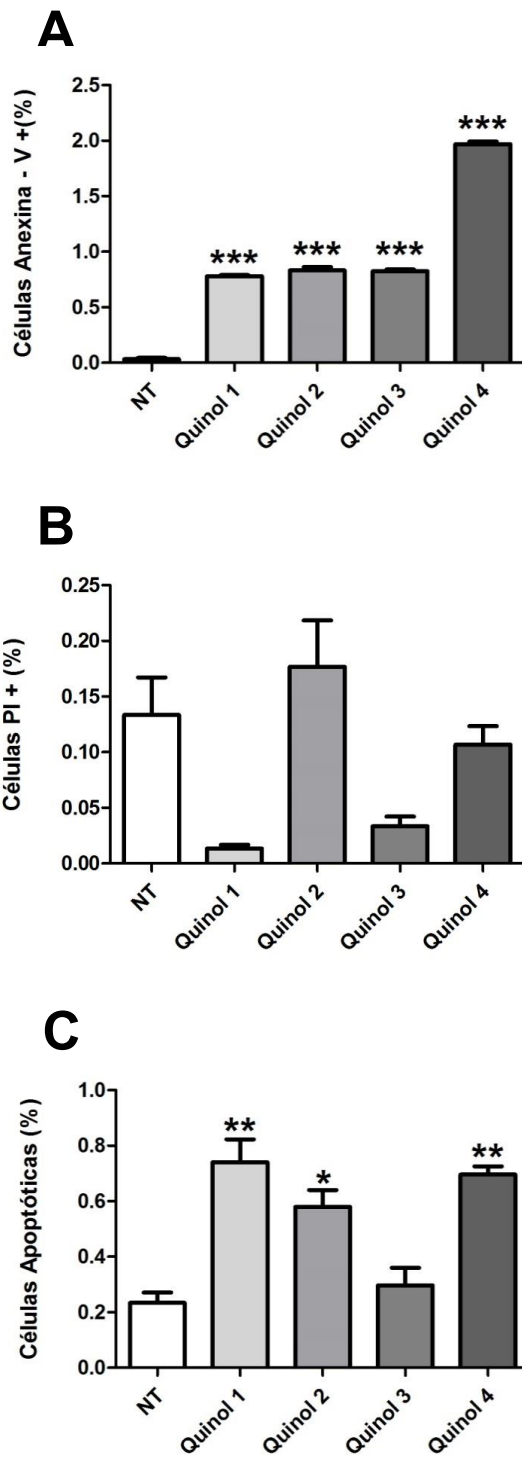 A
Células Anexina - V +(%)
2.5
2.0
1.5
1.0
0.5
0.0
***
***
***
***
NT
Quinol 1
Quinol 2
Quinol 3
Quinol 4
B
Células PI + (%)
0.25
0.20
0.15
0.10
0.05
0.00
NT
Quinol 1
Quinol 2
Quinol 3
Quinol 4
C
Células Apoptóticas (%)
1.0
0.8
0.6
0.4
0.2
0.0
**
*
**
NT
Quinol 1
Quinol 2
Quinol 3
Quinol 4